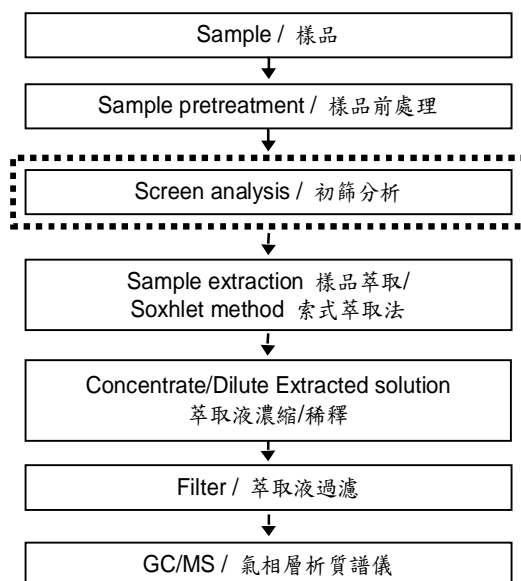 Sample / 樣品
Sample pretreatment / 樣品前處理
Screen analysis / 初篩分析
Sample extraction 樣品萃取/
Soxhlet method 索式萃取法
Concentrate/Dilute Extracted solution
萃取液濃縮/稀釋
Filter / 萃取液過濾
GC/MS / 氣相層析質譜儀